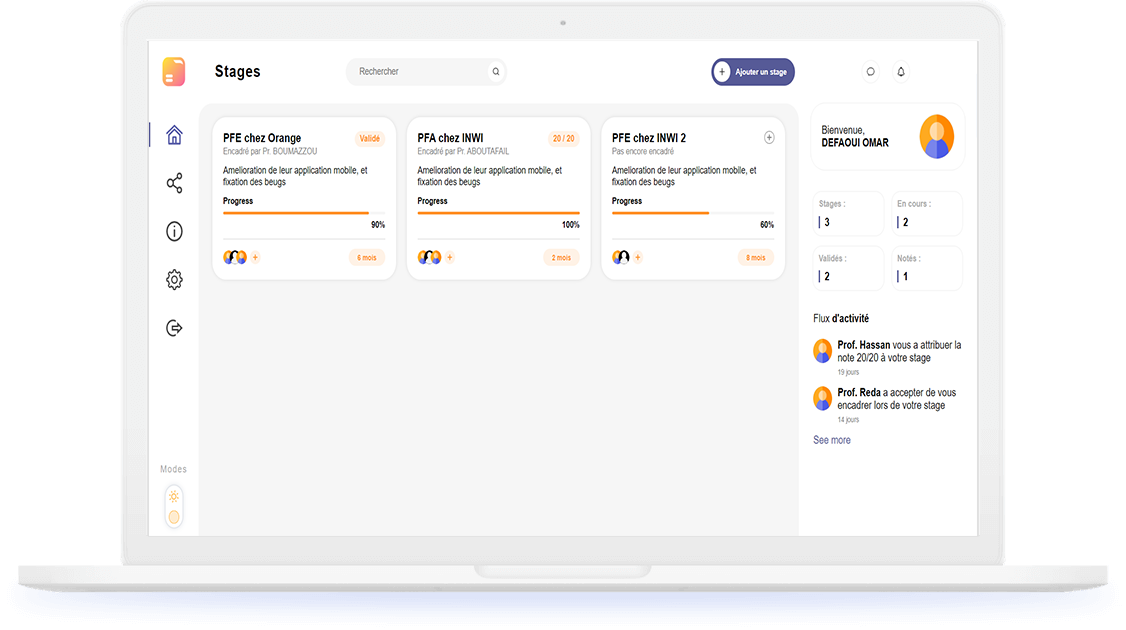 Stages
Rechercher
+ Ajouter un stage
PFE chez Orange
Validé
Encadré par Pr. BOUMAZZOU
Amelioration de leur application mobile, et
fixation des beugs
Progress
90%
+
6 mois
PFA chez INWI
20 / 20
Encadré par Pr. ABOUTAFAIL
Amelioration de leur application mobile, et
fixation des beugs
Progress
100%
+
2 mois
PFE chez INWI 2
Pas encore encadré
Amelioration de leur application mobile, et
fixation des beugs
Progress
60%
+
8 mois
Bienvenue,
DEFAOUI OMAR
Stages :
3
En cours :
2
Validés :
2
Notés :
1
Flux d'activité
Prof. Hassan vous a attribuer la
note 20/20 à votre stage
19 jours
Prof. Reda a accepter de vous
encadrer lors de votre stage
14 jours
See more
Modes